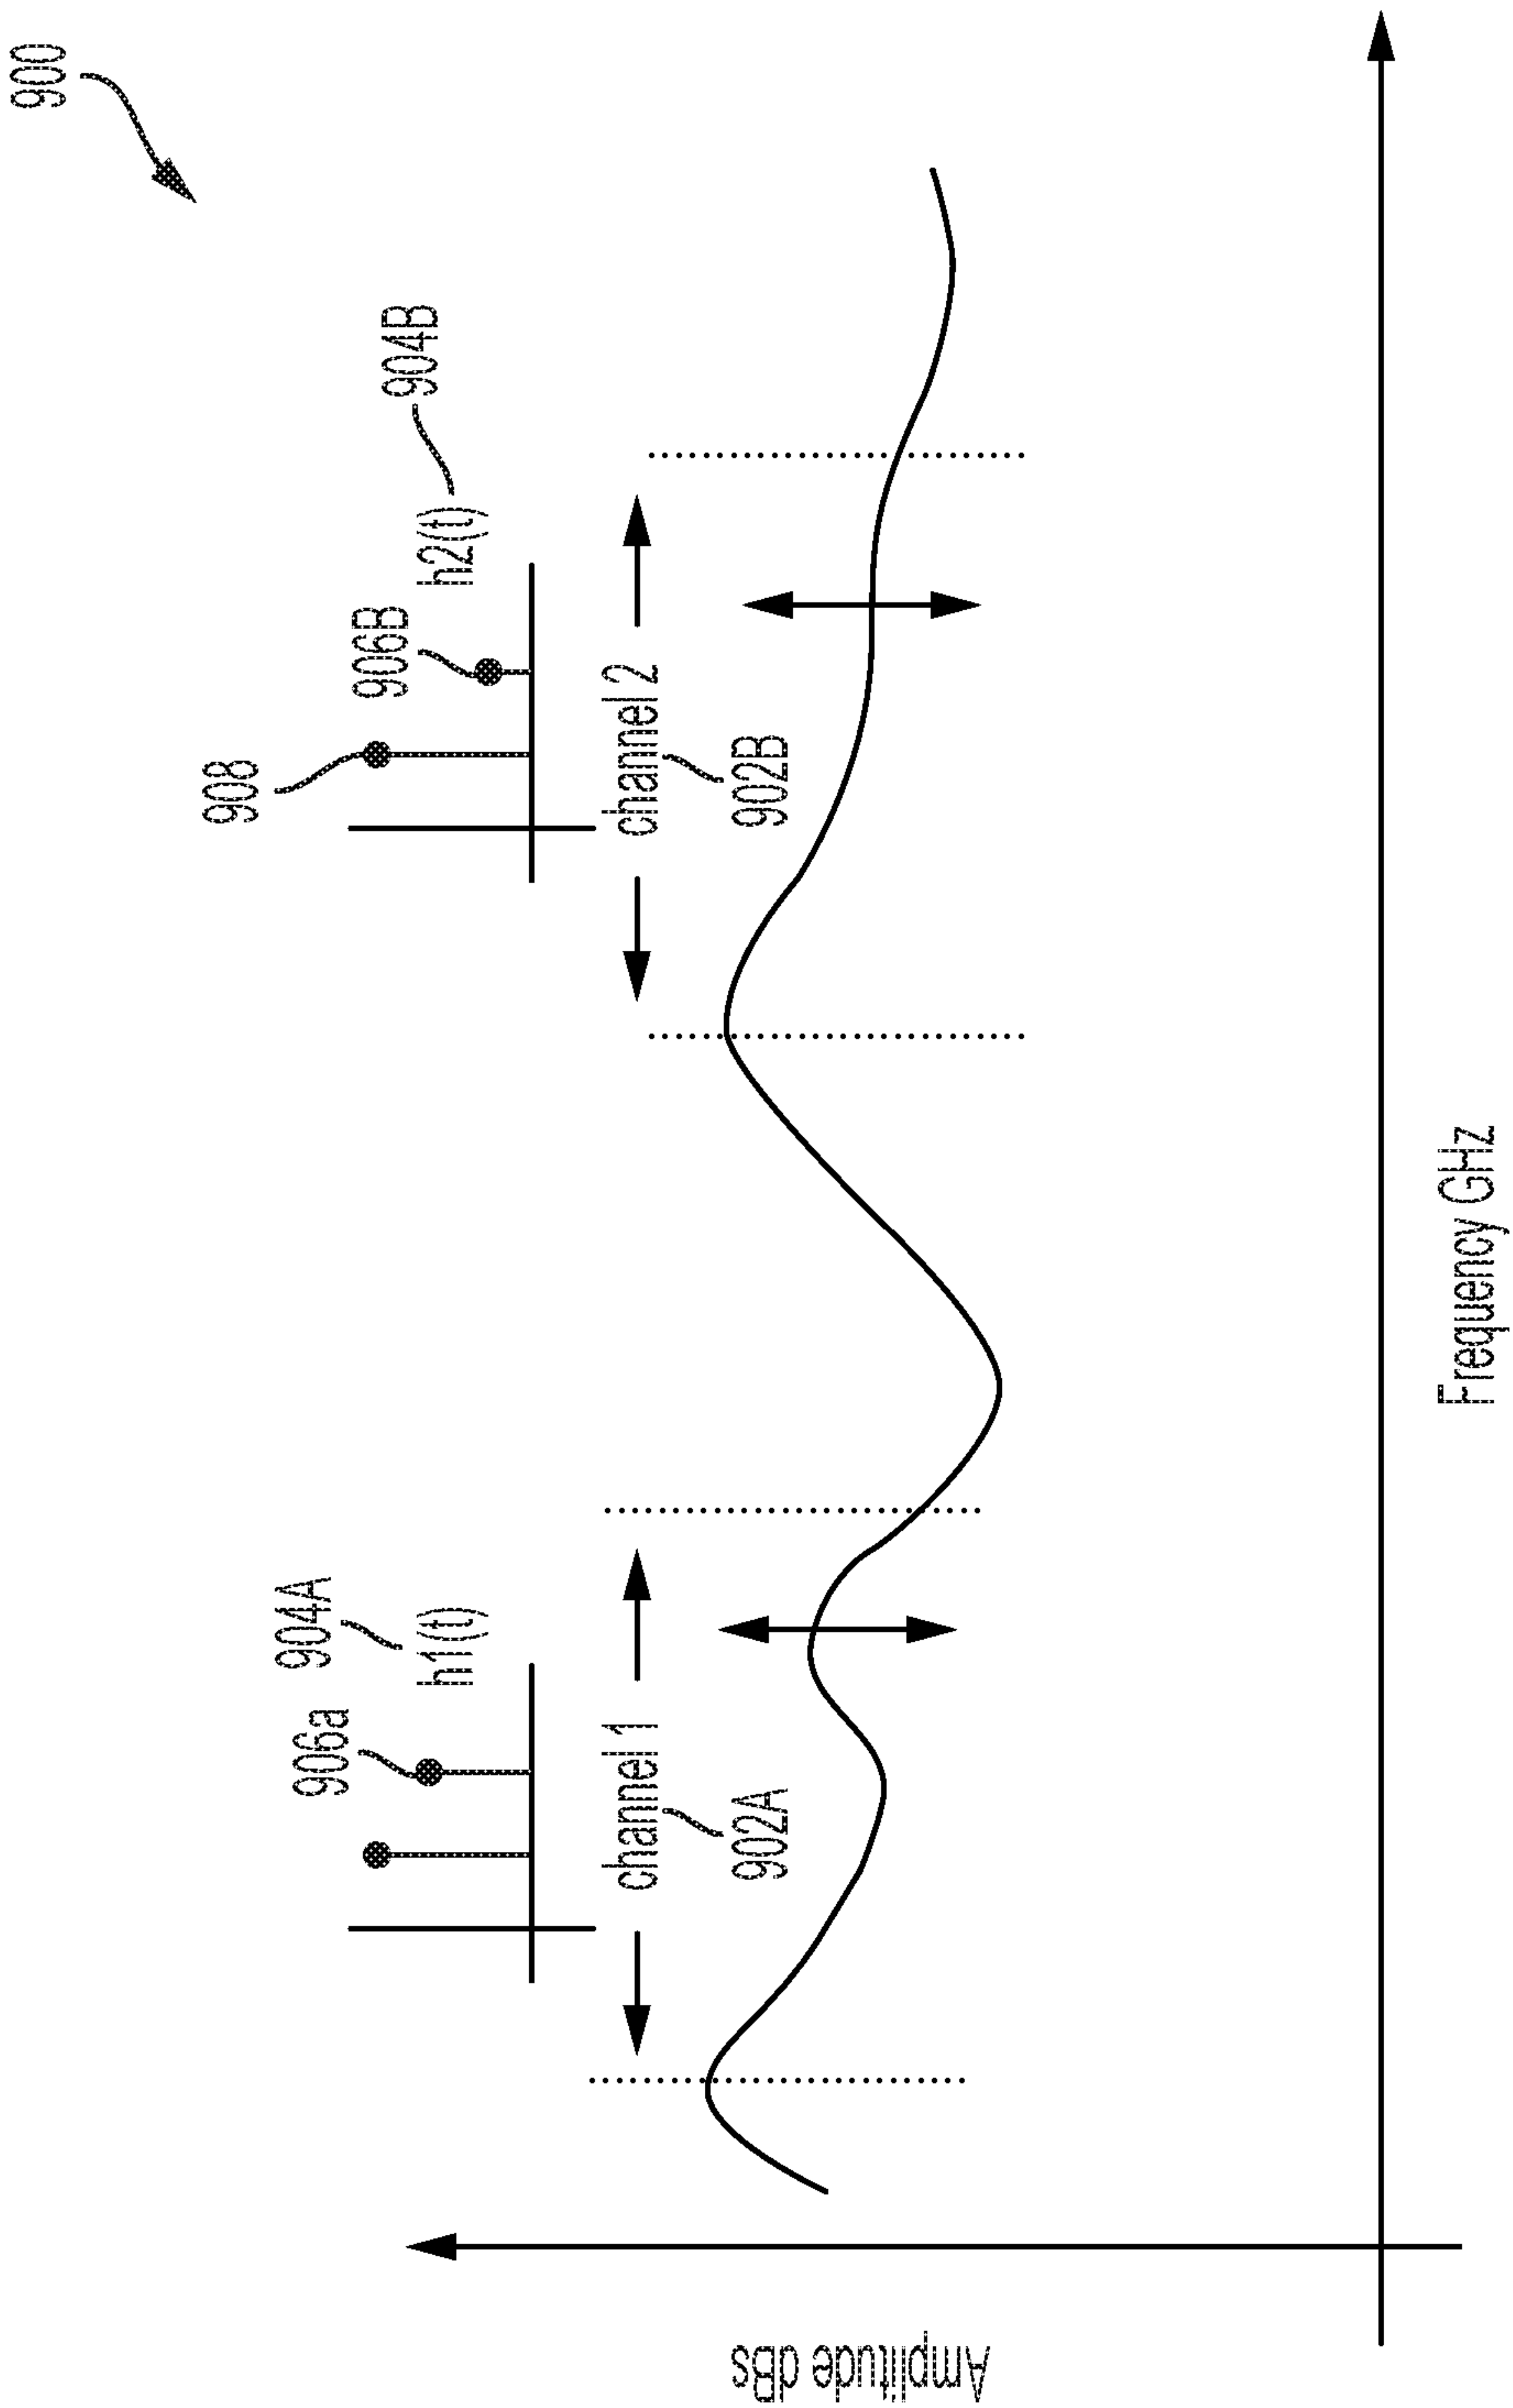 900
904A
h1(t)
906a
channel 1
902A
908
906B
904B
h2(t)
channel 2
902B
Amplitude dBs
Frequency GHz